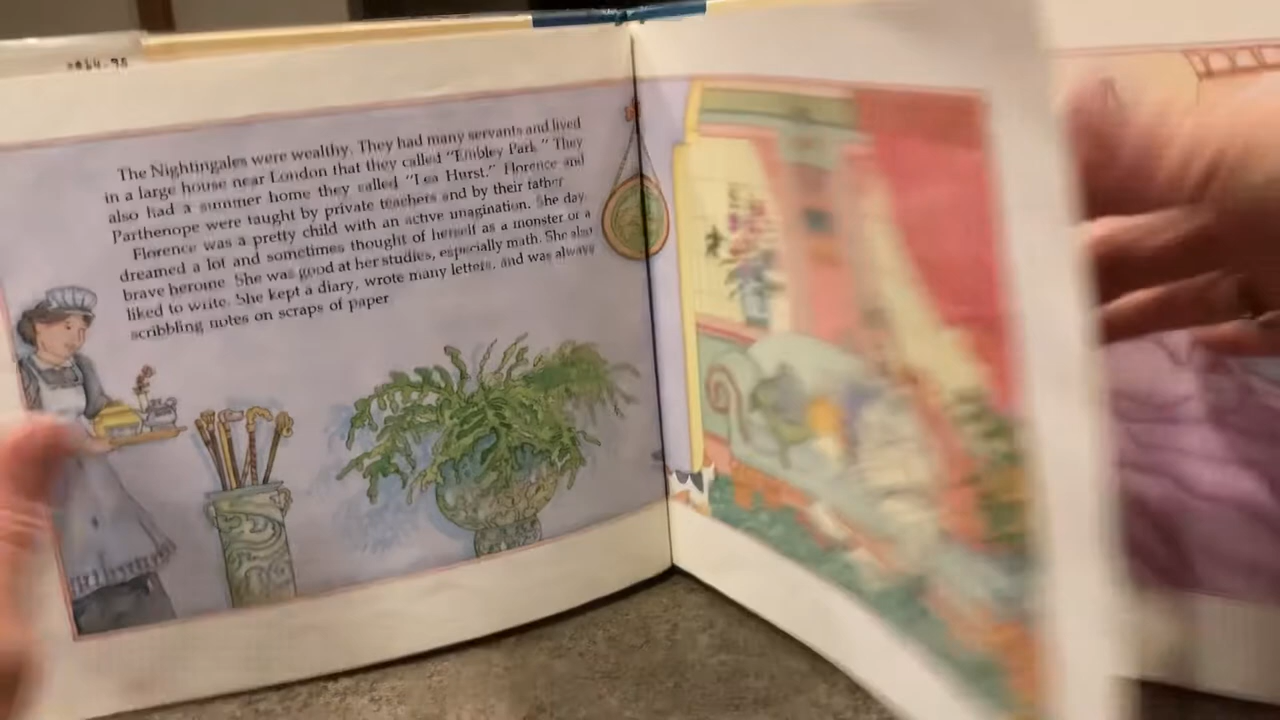 The Nightingales were wealthy. They had many servants and lived
in a large house near London that they called "Embley Park." They
also had a summer home they called "Lea Hurst." Florence and
Parthenope were taught by private teachers and by their father
Florence was a pretty child with an active imagination. She day
dreamed a lot and sometimes thought of herself as a monster or a
brave heroine She was good at her studies, especially math. She also
liked to write. She kept a diary, wrote many letters, and was always
scribbling notes on scraps of paper